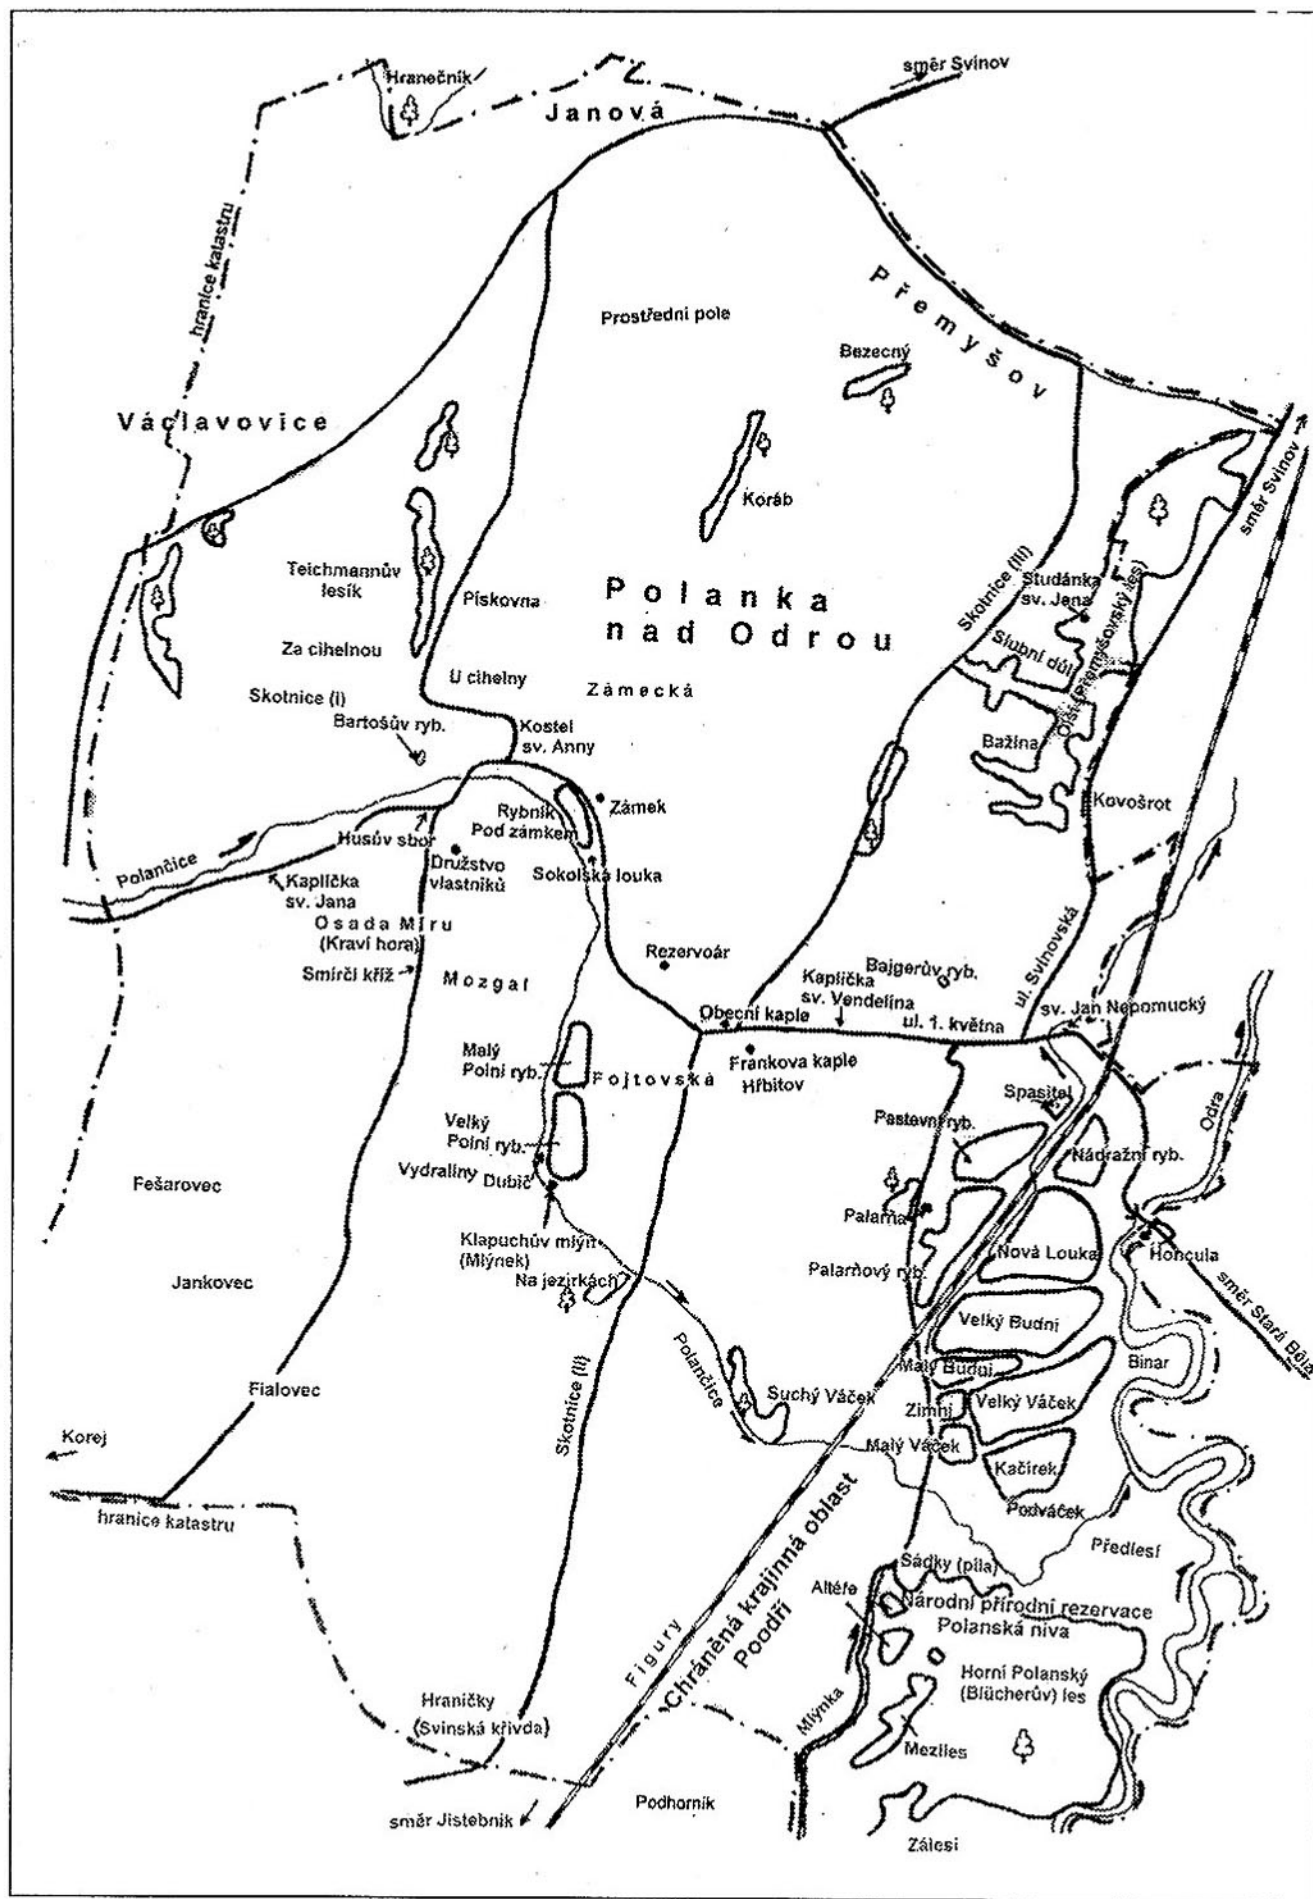 směr Svinov
Hranečník
Janová
hranice katastru
Přemyšov
Prostřední pole
Bezecný
Václavovice
směr Svinov
Koráb
Teichmannův
lesík
Pískovna
Polanka
nad Odrou
Skotnice (III)
Studánka
sv. Jana
Slubní důl
(Přemyšovský les)
Za cihelnou
U cihelny
Zámecká
Skotnice (I)
Bartošův ryb.
Kostel
sv. Anny
Bažina
Kovošrot
Zámek
Rybník
Pod zámkem
Husův sbor
Družstvo
vlastníků
Sokolská louka
Polančice
Kaplička
sv. Jana
Osada Míru
(Kraví hora)
Smírčí kříž
Mozgal
Rezervoár
Bajgerův ryb.
Kaplička
sv. Vendelína
ul. Svinovská
Obecní kaple
ul. 1. května
sv. Jan Nepomucký
Frankova kaple
Hřbitov
Malý
Polní ryb.
Fojtovská
Spasitel
Odra
Velký
Polní ryb.
Pastevní ryb.
Nádražní ryb.
Vydraliny
Dubič
Fešarovec
Palarňa
Klapuchův mlýn
(Mlýnek)
Nová Louka
Honcula
Jankovec
Na jezírkách
Palarňový ryb.
směr Stará Bělá
Velký Budní
Polančice
Malý Budní
Binar
Fialovec
Skotnice (II)
Suchý Váček
Zimní
Velký Váček
Korej
Malý Váček
Kačírek
hranice katastru
Podváček
Předlesí
Chráněná krajinná oblast
Poodří
Sádky (pila)
Altéře
Národní přírodní rezervace
Polanská niva
Figury
Horní Polanský
(Blücherův) les
Hraničky
(Svinská křivda)
Mlýnka
Meziles
Podhorník
směr Jistebník
Zálesí